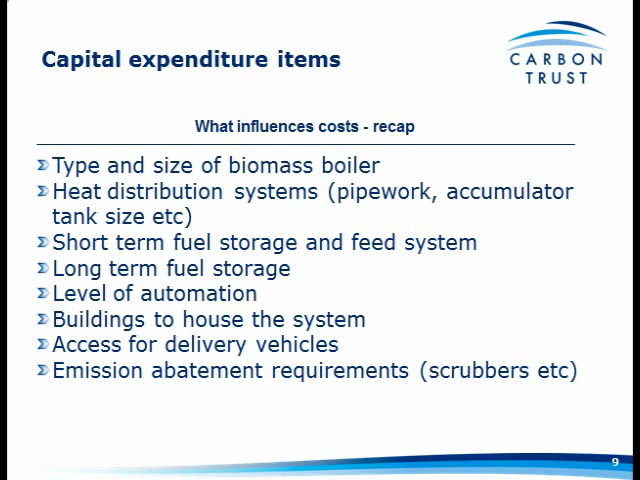 Capital expenditure items
CARBON
TRUST
What influences costs - recap
Type and size of biomass boiler
Heat distribution systems (pipework, accumulator
tank size etc)
Short term fuel storage and feed system
Long term fuel storage
Level of automation
Buildings to house the system
Access for delivery vehicles
Emission abatement requirements (scrubbers etc)
9